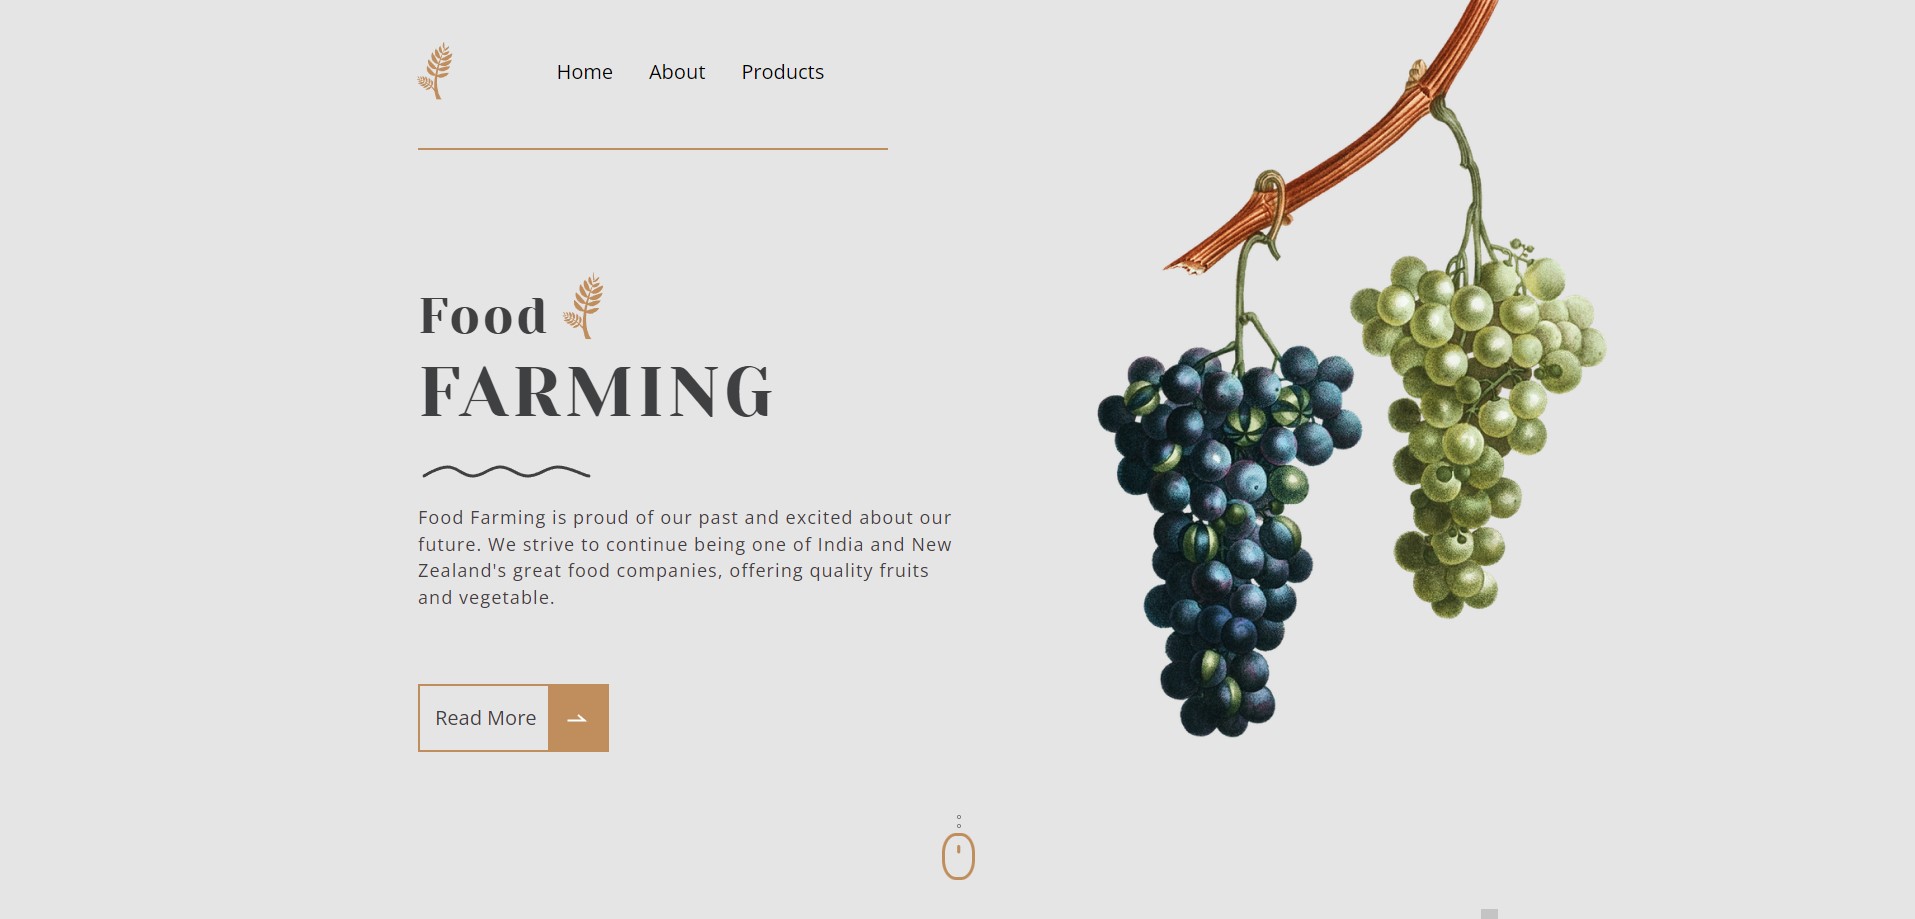 Home About Products
Food
FARMING
Food Farming is proud of our past and excited about our
future. We strive to continue being one of India and New
Zealand's great food companies, offering quality fruits
and vegetable.
Read More